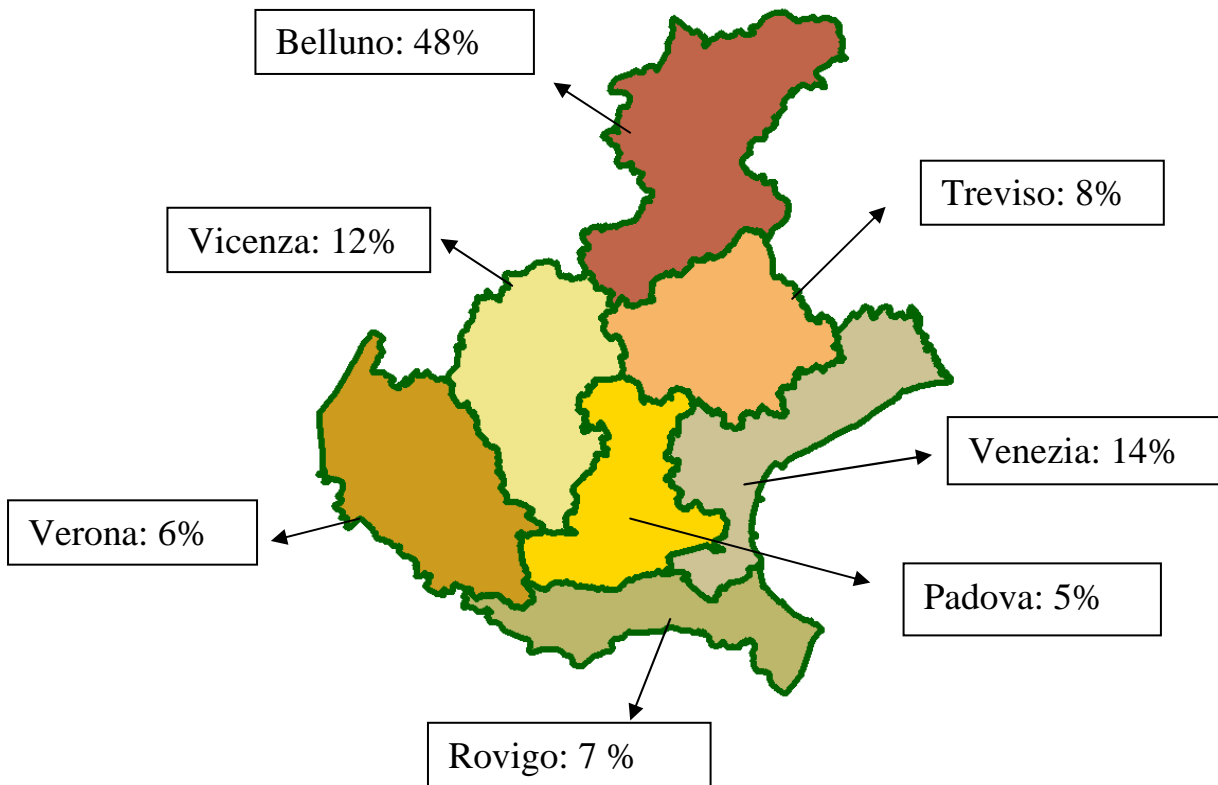 Belluno: 48%
Treviso: 8%
Vicenza: 12%
Venezia: 14%
Verona: 6%
Padova: 5%
Rovigo: 7 %